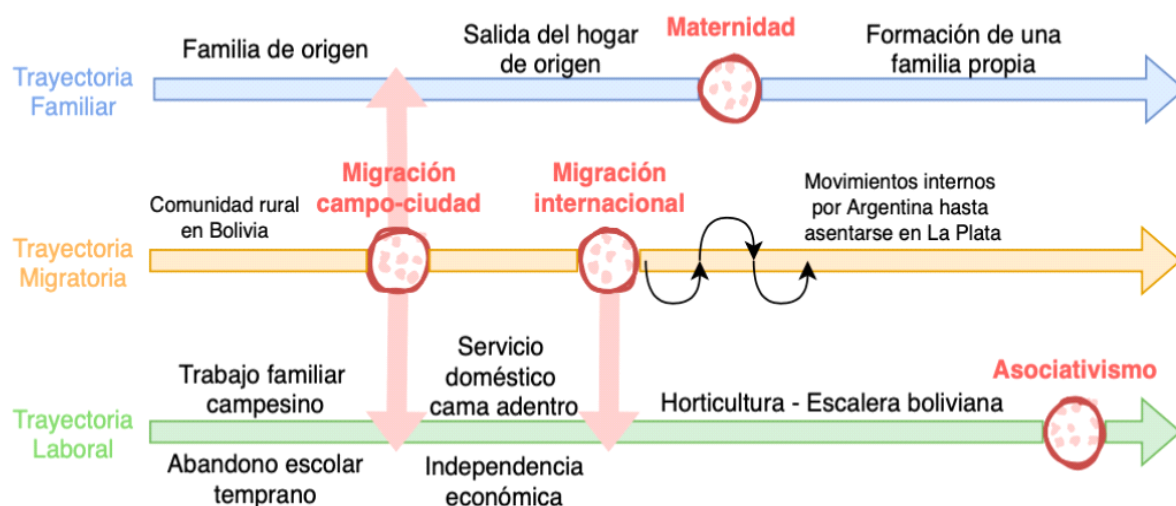 Familia de origen
Salida del hogar
de origen
Maternidad
Formación de una
familia propia
Trayectoria
Familiar
Comunidad rural
en Bolivia
Migración
campo-ciudad
Migración
internacional
Movimientos internos
por Argentina hasta
asentarse en La Plata
Trayectoria
Migratoria
Trabajo familiar
campesino
Servicio
doméstico
cama adentro
Horticultura - Escalera boliviana
Asociativismo
Trayectoria
Laboral
Abandono escolar
temprano
Independencia
económica